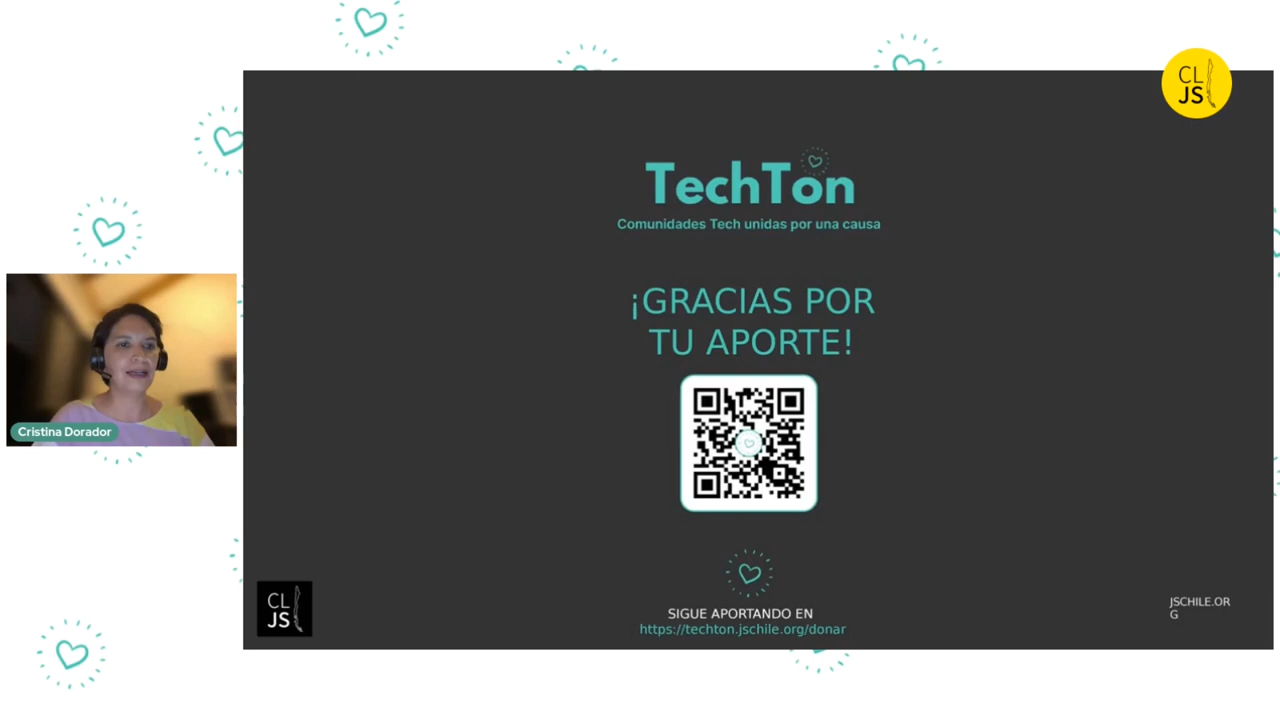 CL
JS
TechTon
Comunidades Tech unidas por una causa
¡GRACIAS POR
TU APORTE!
Cristina Dorador
CL
JS
SIGUE APORTANDO EN
https://techton.jschile.org/donar
JSCHILE.OR
G